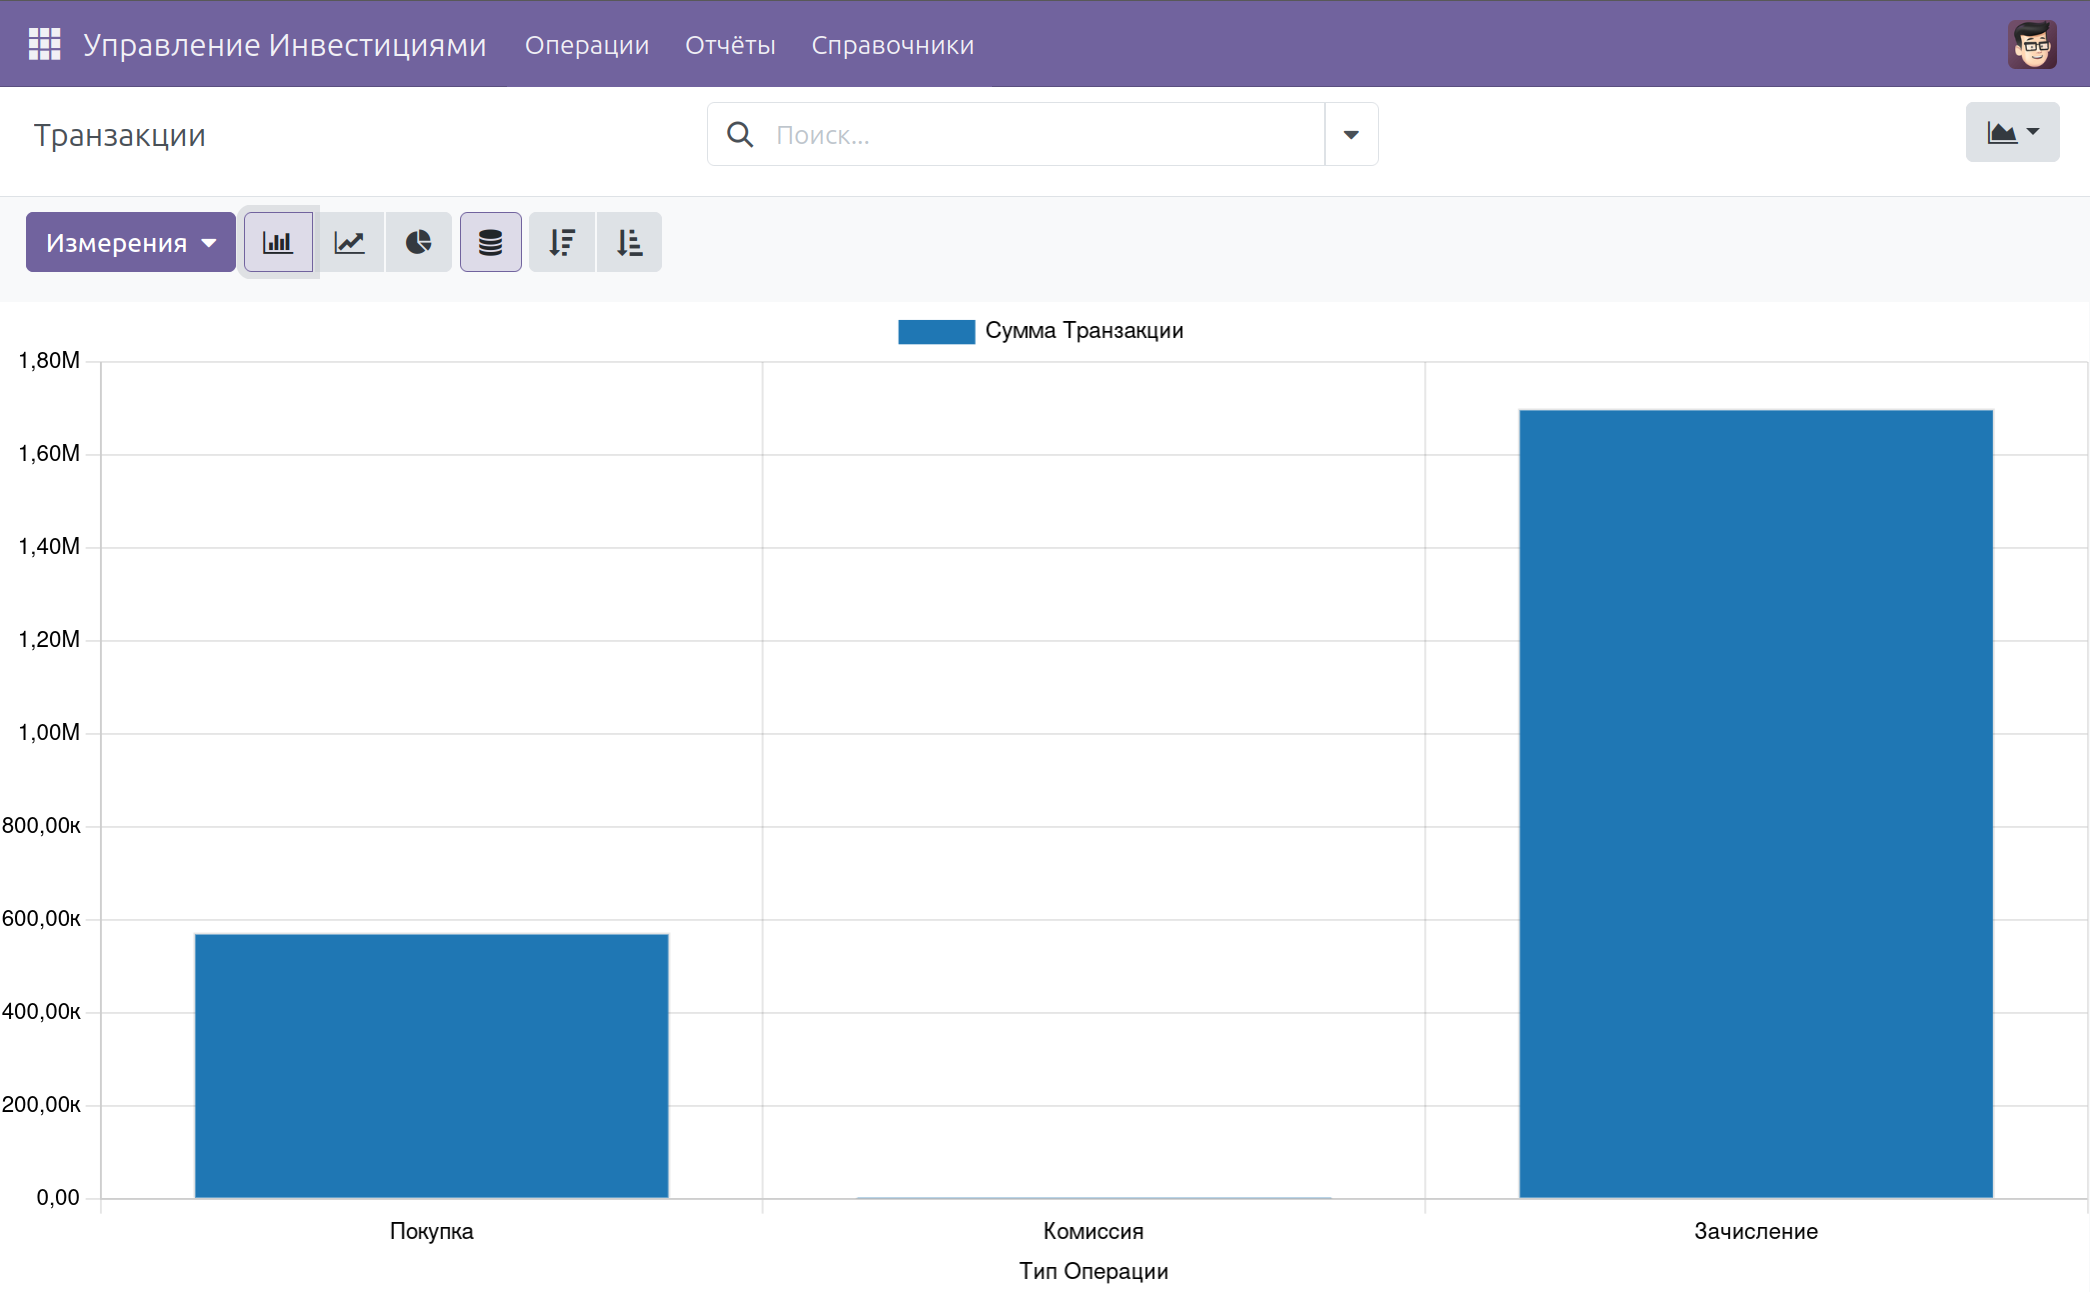 Управление Инвестициями Операции Отчёты Справочники
Транзакции Поиск...
Измерения
Сумма Транзакции
1,80M
1,60M
1,40M
1,20M
1,00M
800,00к
600,00к
400,00к
200,00к
0,00
Покупка Комиссия Зачисление
Тип Операции